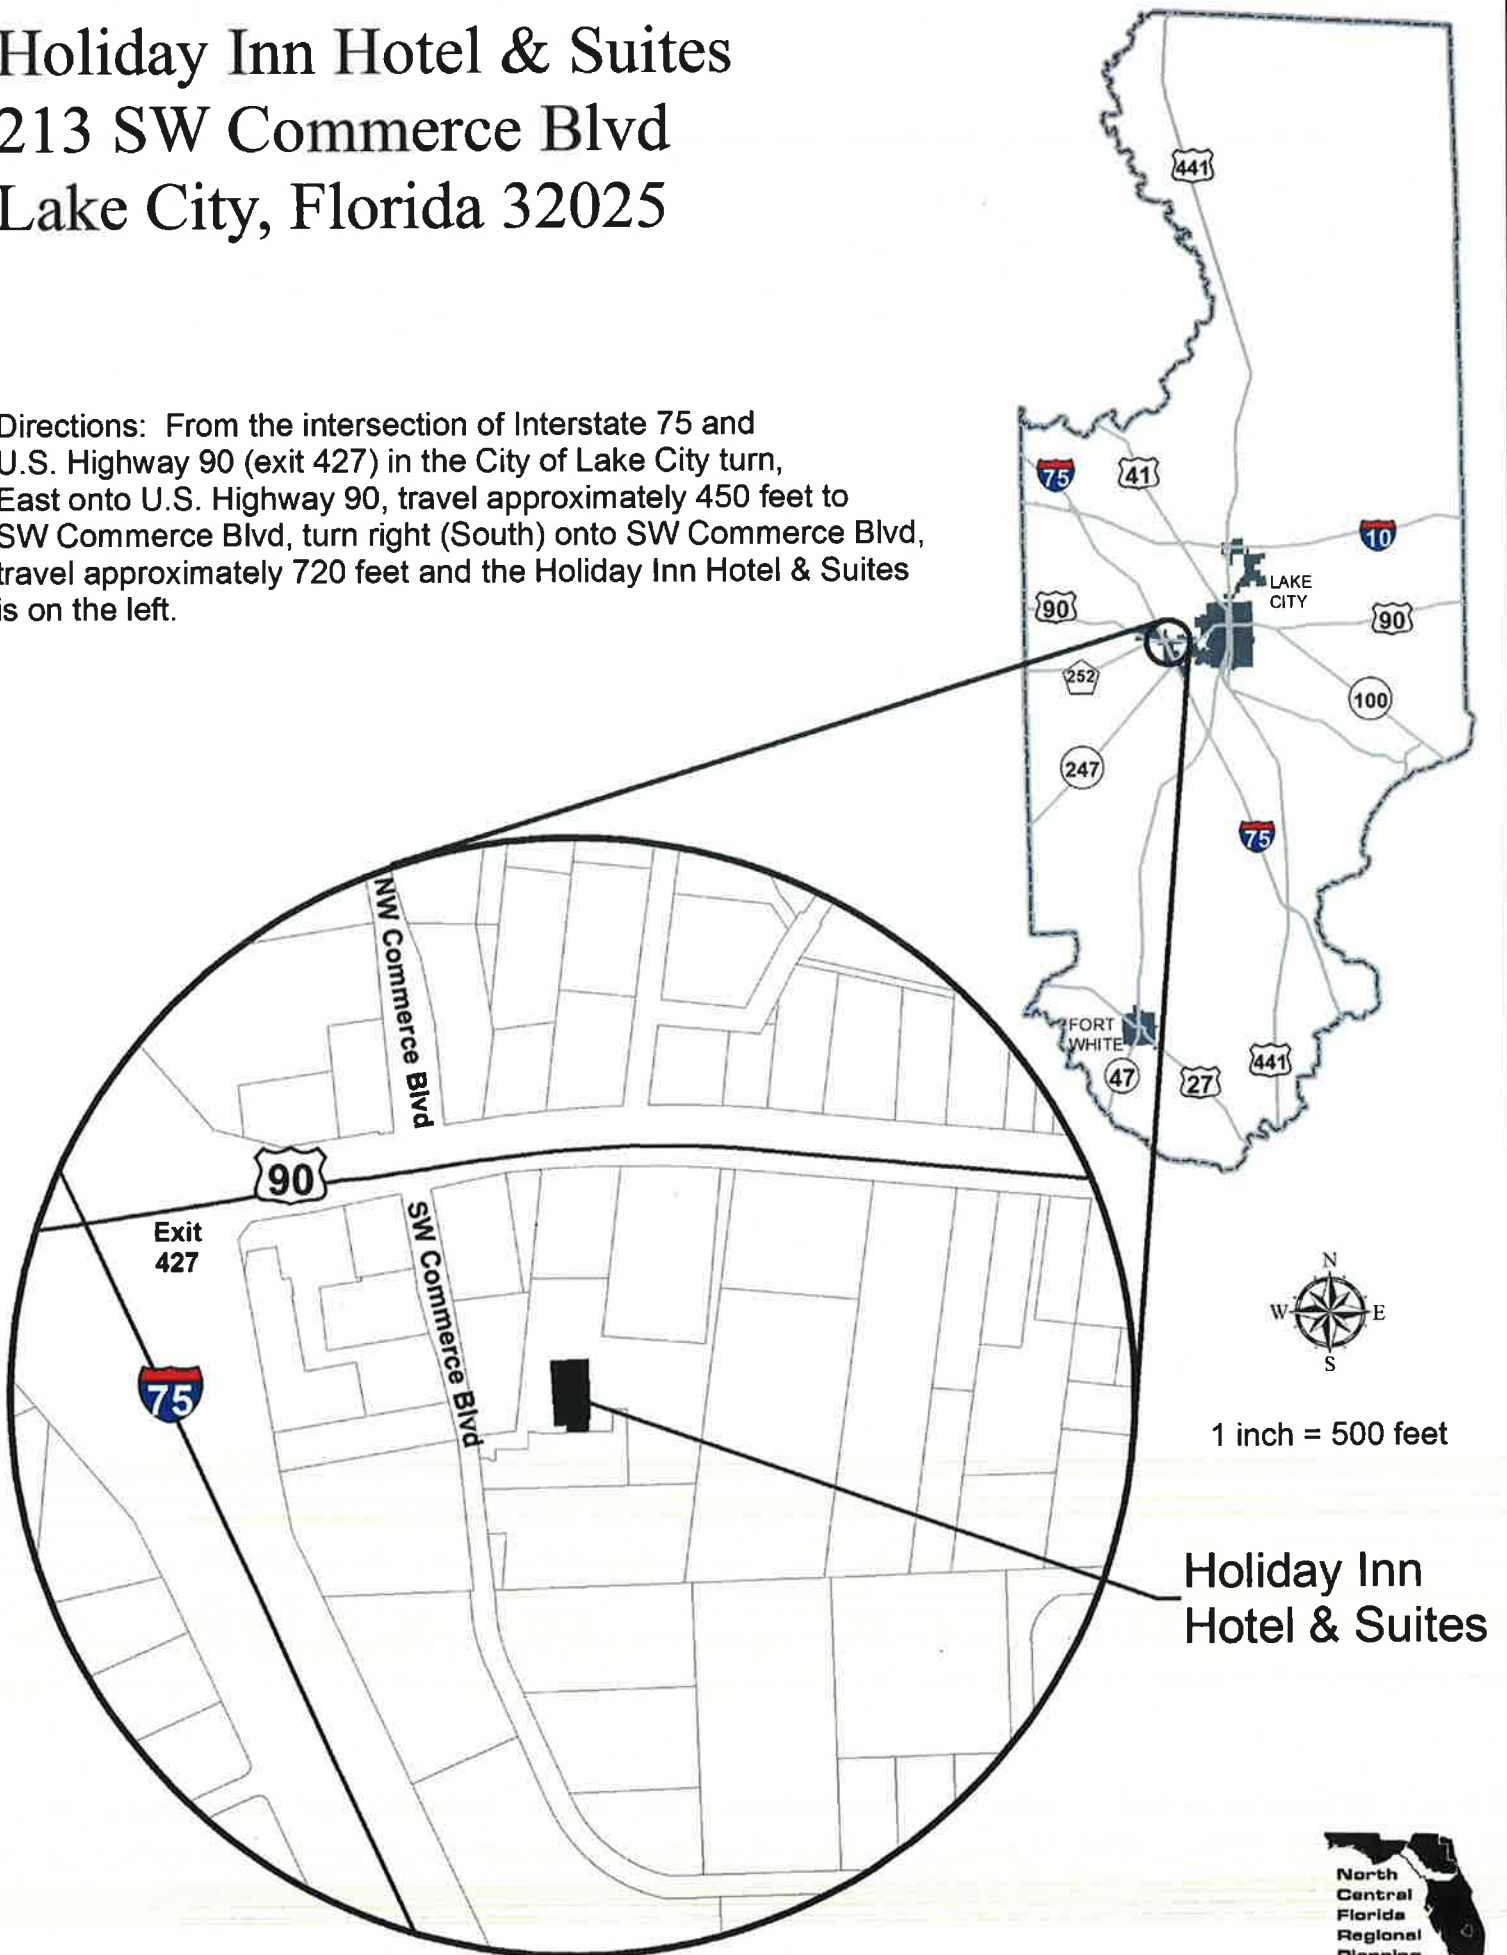 Holiday Inn Hotel & Suites
213 SW Commerce Blvd
Lake City, Florida 32025
Directions: From the intersection of Interstate 75 and
U.S. Highway 90 (exit 427) in the City of Lake City turn,
East onto U.S. Highway 90, travel approximately 450 feet to
SW Commerce Blvd, turn right (South) onto SW Commerce Blvd,
travel approximately 720 feet and the Holiday Inn Hotel & Suites
is on the left.
441
75
41
10
LAKE
CITY
90
90
252
100
247
75
FORT
WHITE
47
27
441
NW Commerce Blvd
90
Exit
427
SW Commerce Blvd
75
N
W
E
S
1 inch = 500 feet
Holiday Inn
Hotel & Suites
North
Central
Florida
Regional
Planning